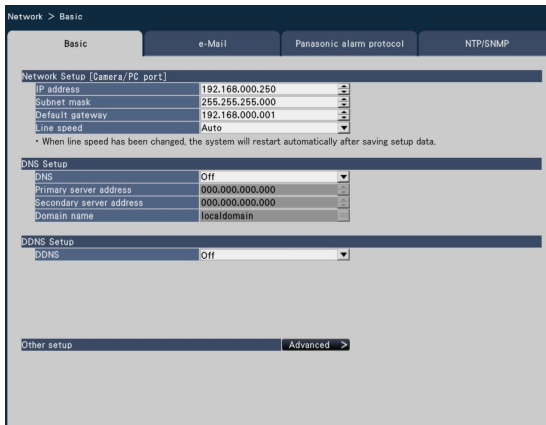 Network > Basic
Basic e-Mail Panasonic alarm protocol NTP/SNMP
Network Setup [Camera/PC port]
IP address 192.168.000.250
Subnet mask 255.255.255.000
Default gateway 192.168.000.001
Line speed Auto
・When line speed has been changed, the system will restart automatically after saving setup data.
DNS Setup
DNS Off
Primary server address 000.000.000.000
Secondary server address 000.000.000.000
Domain name localdomain
DDNS Setup
DDNS Off
Other setup Advanced >